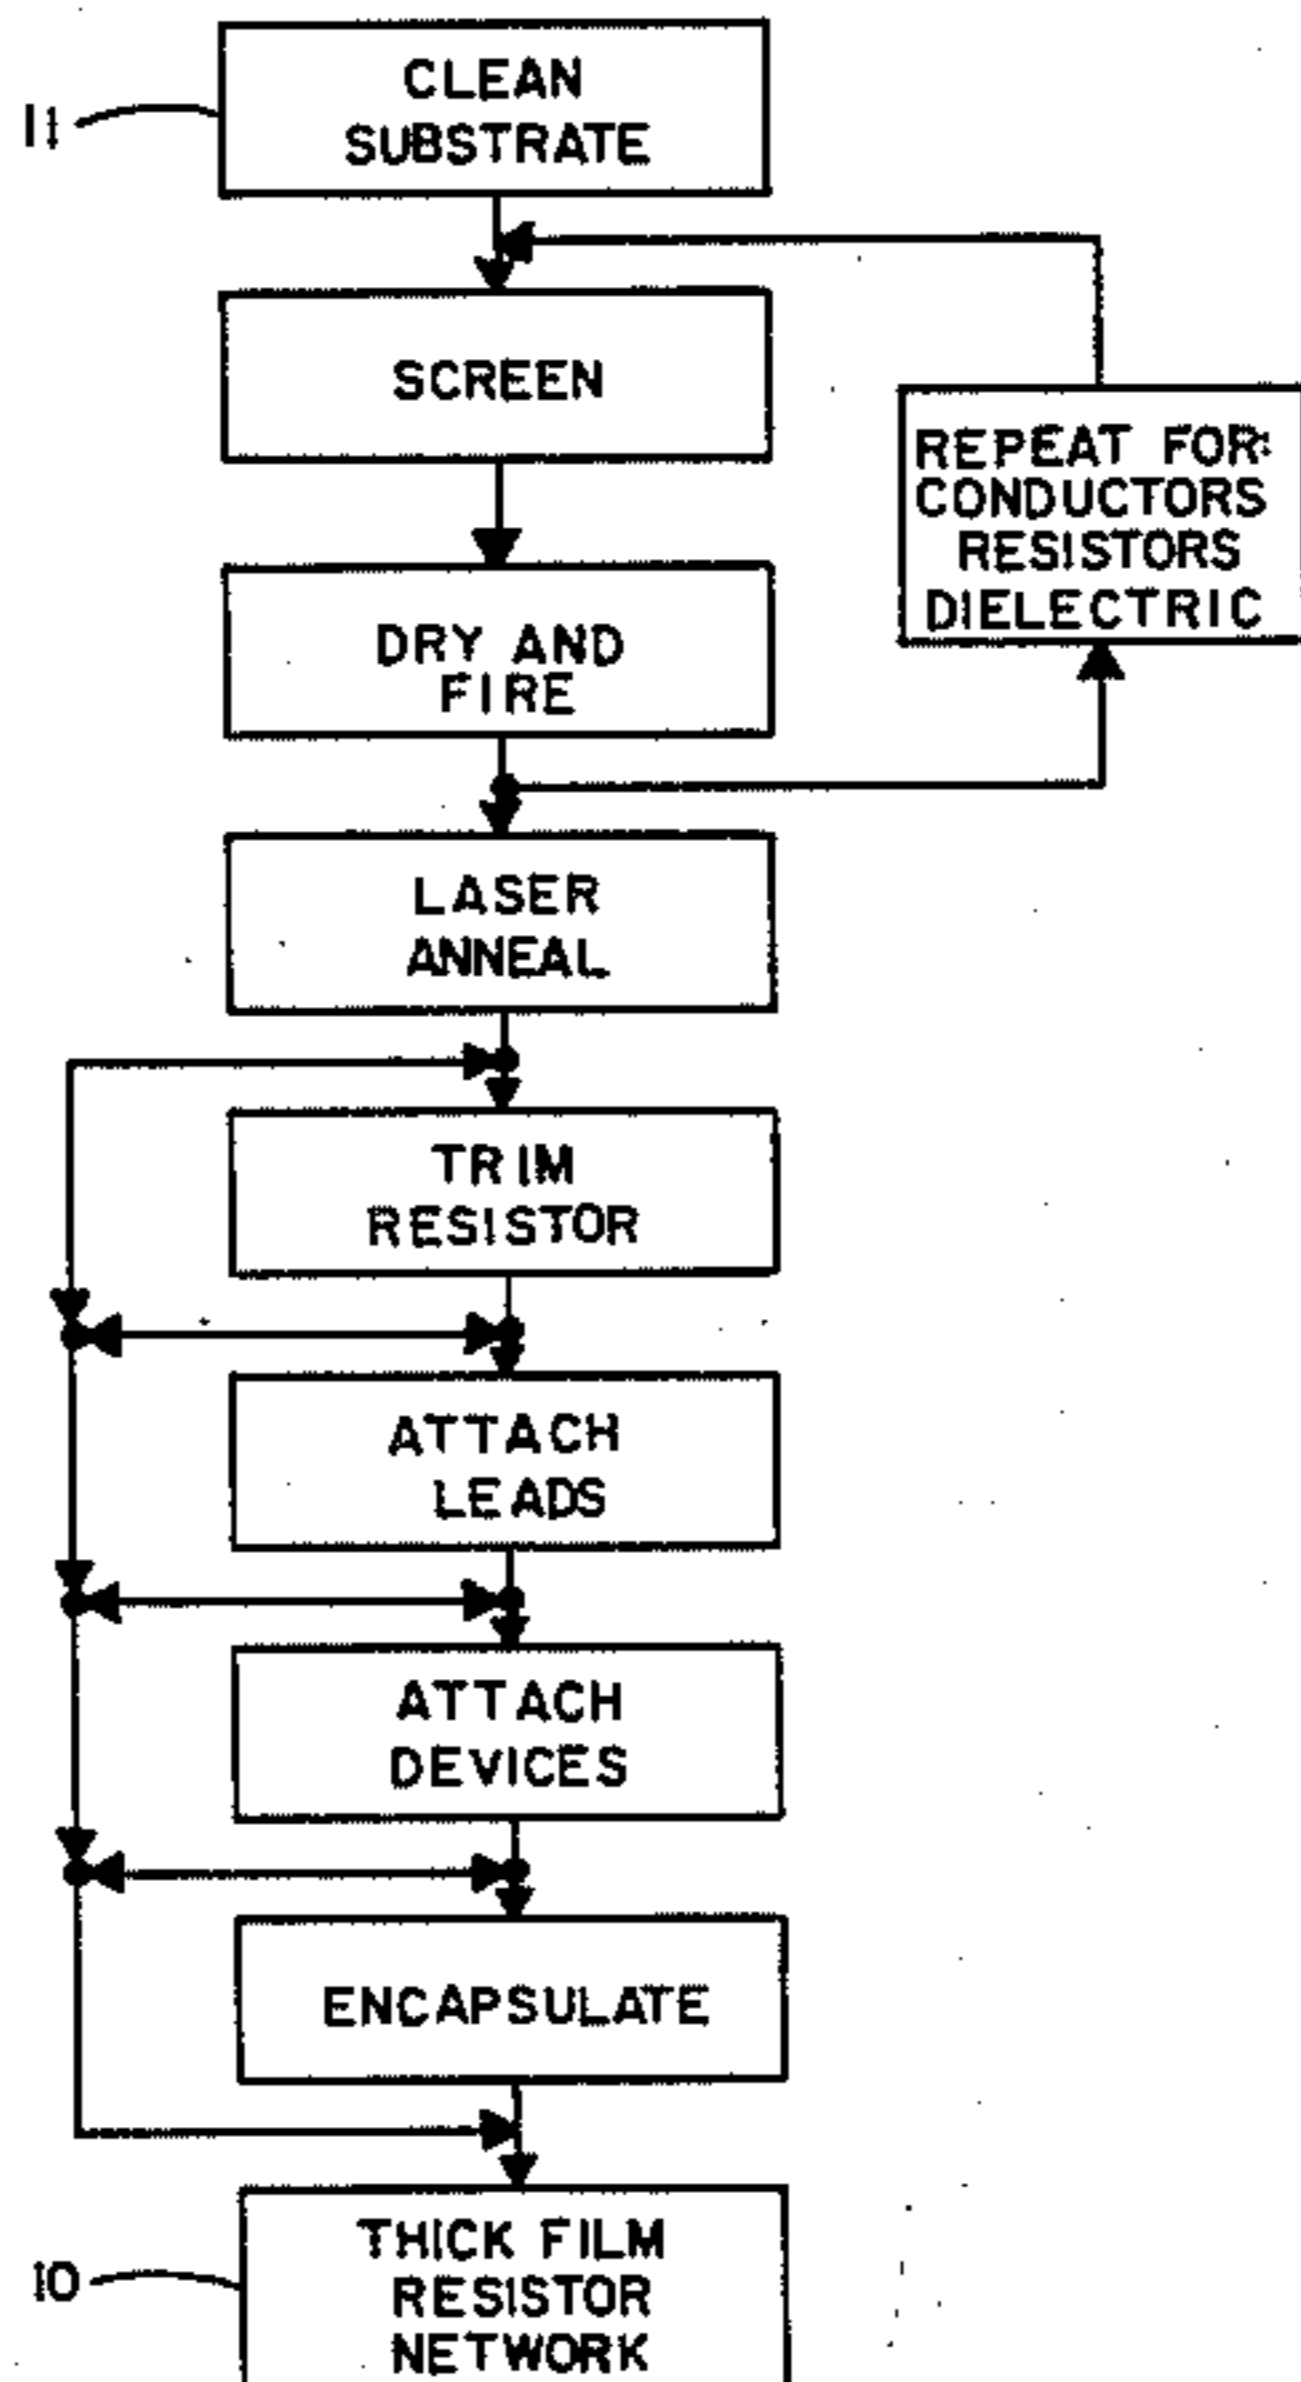 CLEAN
SUBSTRATE
11
SCREEN
REPEAT FOR:
CONDUCTORS
RESISTORS
DIELECTRIC
DRY AND
FIRE
LASER
ANNEAL
TRIM
RESISTOR
ATTACH
LEADS
ATTACH
DEVICES
ENCAPSULATE
THICK FILM
RESISTOR
NETWORK
10